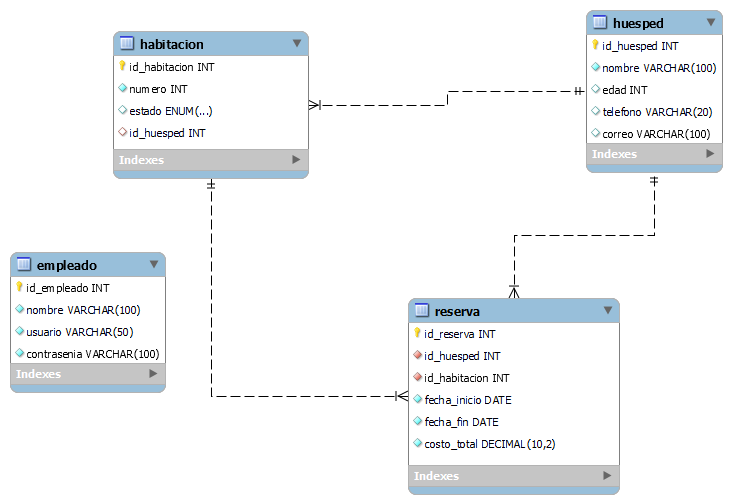 habitacion
id_habitacion INT
numero INT
estado ENUM(...)
id_huesped INT
Indexes
huesped
id_huesped INT
nombre VARCHAR(100)
edad INT
telefono VARCHAR(20)
correo VARCHAR(100)
Indexes
empleado
id_empleado INT
nombre VARCHAR(100)
usuario VARCHAR(50)
contrasenia VARCHAR(100)
Indexes
reserva
id_reserva INT
id_huesped INT
id_habitacion INT
fecha_inicio DATE
fecha_fin DATE
costo_total DECIMAL(10,2)
Indexes